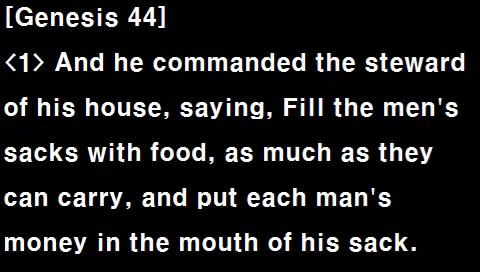 [Genesis 44]
<1> And he commanded the steward
of his house, saying, Fill the men's
sacks with food, as much as they
can carry, and put each man's
money in the mouth of his sack.